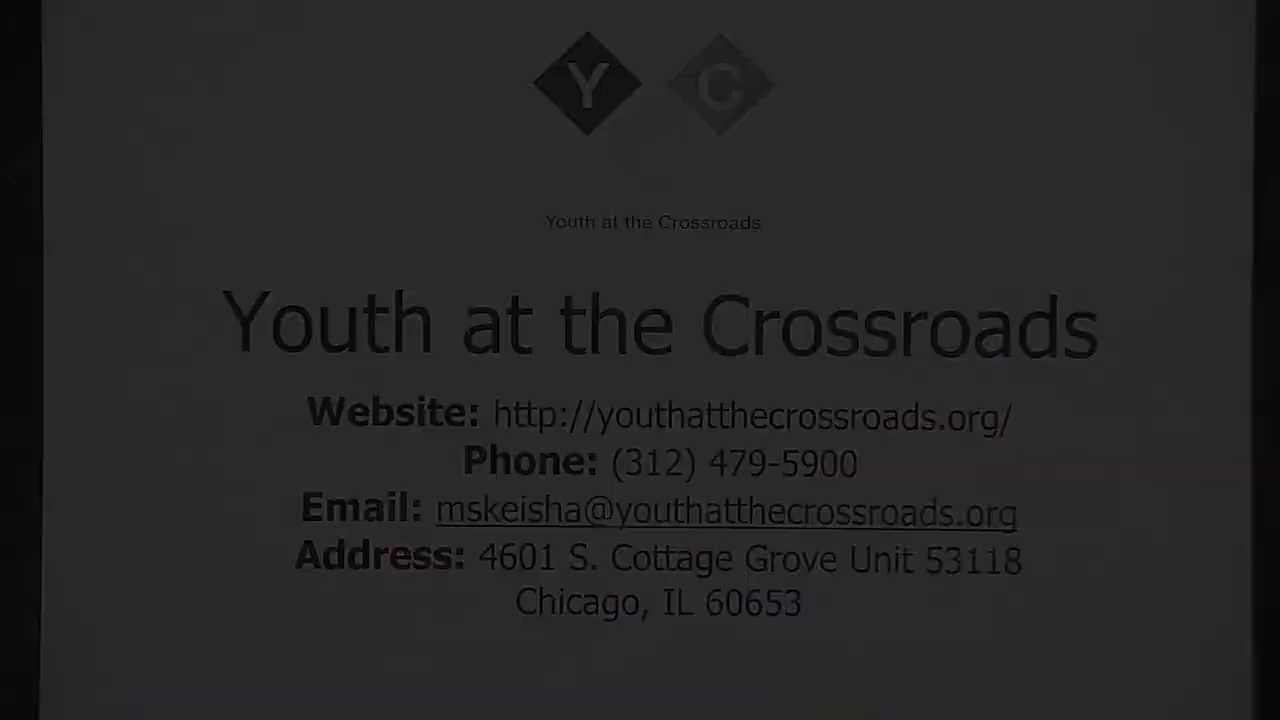 Y C
Youth at the Crossroads
Youth at the Crossroads
Website: http://youthatthecrossroads.org/
Phone: (312) 479-5900
Email: mskeisha@youthatthecrossroads.org
Address: 4601 S. Cottage Grove Unit 53118
Chicago, IL 60653